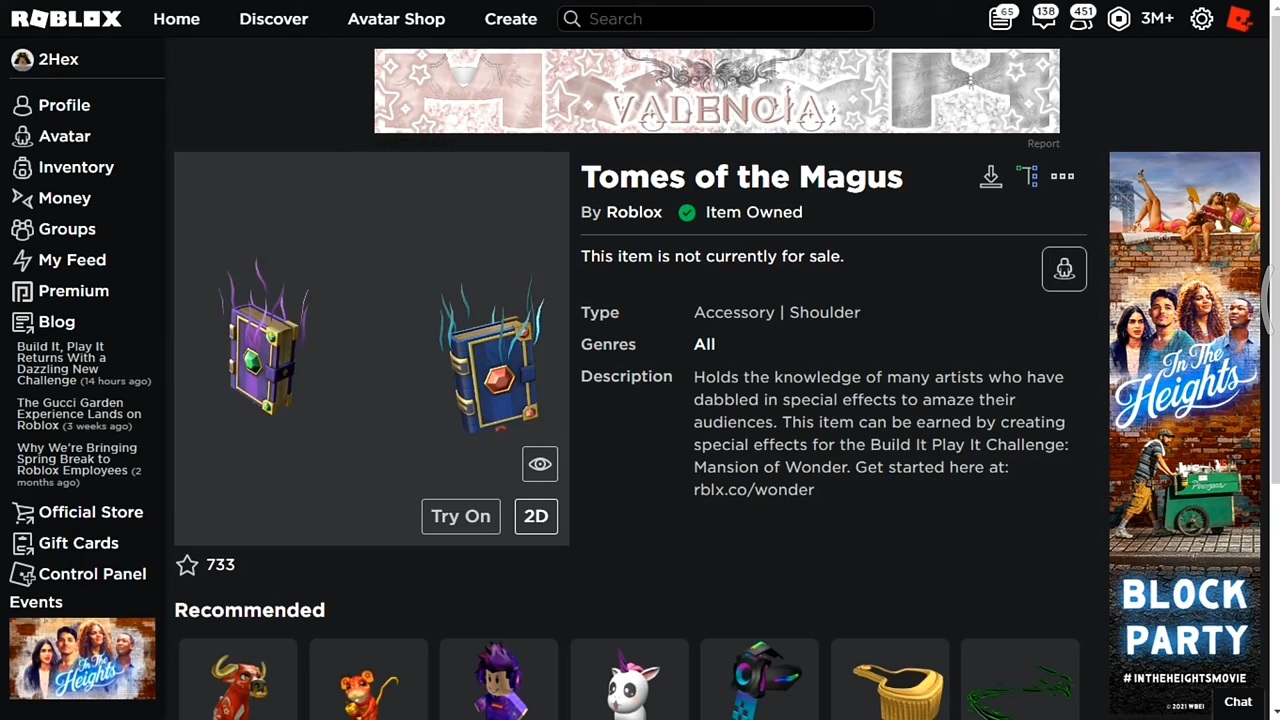 ROBLOX
Home
Discover
Avatar Shop
Create
Search
65
138
451
3M+
2Hex
Profile
Avatar
Inventory
Money
Groups
My Feed
Premium
Blog
Build It, Play It
Returns With a
Dazzling New
Challenge (14 hours ago)
The Gucci Garden
Experience Lands on
Roblox (3 weeks ago)
Why We're Bringing
Spring Break to
Roblox Employees (2
months ago)
Official Store
Gift Cards
Control Panel
Events
In The
Heights
VALENCIA
Report
Tomes of the Magus
By Roblox
Item Owned
This item is not currently for sale.
Type
Accessory | Shoulder
Genres
All
Description
Holds the knowledge of many artists who have
dabbled in special effects to amaze their
audiences. This item can be earned by creating
special effects for the Build It Play It Challenge:
Mansion of Wonder. Get started here at:
rblx.co/wonder
Try On
2D
733
Recommended
In The
Heights
Piragüas
BLOCK
PARTY
#INTHEHEIGHTSMOVIE
© 2021 WBEI
Chat